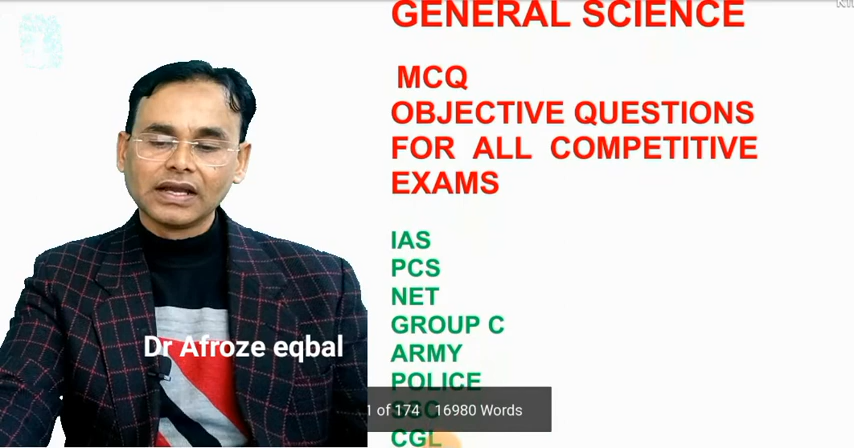 GENERAL SCIENCE
MCQ
OBJECTIVE QUESTIONS
FOR ALL COMPETITIVE
EXAMS
IAS
PCS
NET
GROUP C
ARMY
POLICE
SSC
CGL
Dr Afroze eqbal
1 of 174 16980 Words